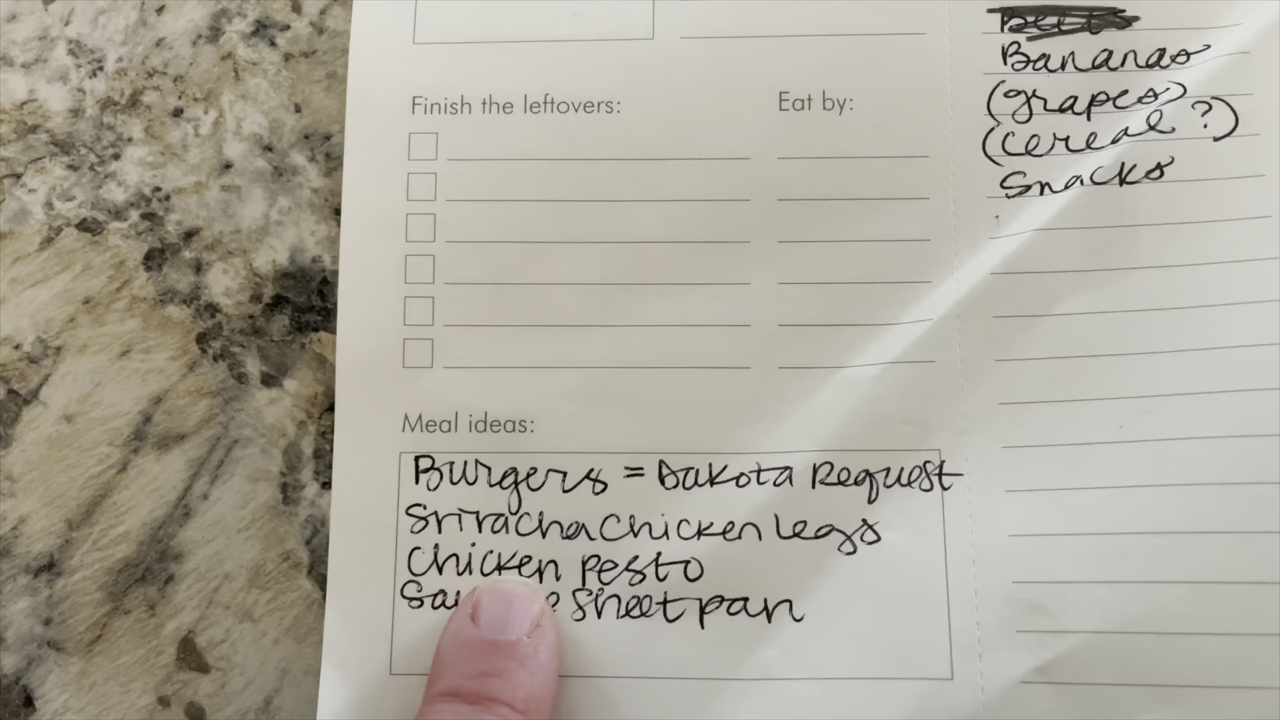 Finish the leftovers:
Eat by:
Meal ideas:
Burgers = Dakota Request
Sriracha Chicken Legs
Chicken Pesto
Sheet pan
Beets
Bananas
(grapes)
(cereal ?)
Snacks